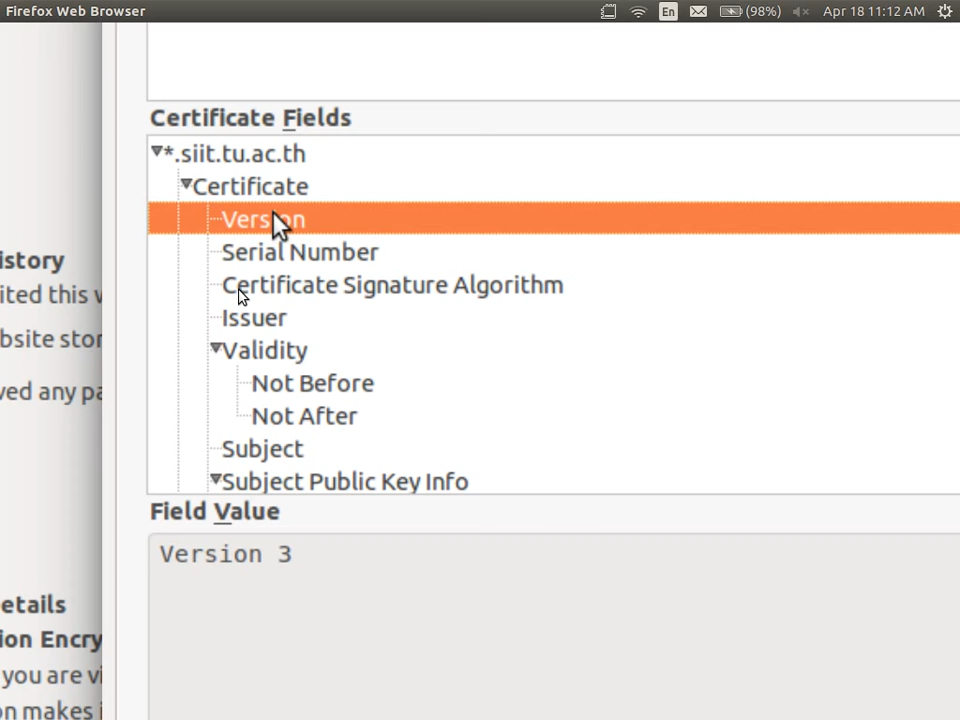 Firefox Web Browser En (98%) Apr 18 11:12 AM
Certificate Fields
*.siit.tu.ac.th
Certificate
Version
Serial Number
Certificate Signature Algorithm
Issuer
Validity
Not Before
Not After
Subject
Subject Public Key Info
Field Value
Version 3
istory
ited this w
bsite stor
ved any pa
etails
ion Encry
you are vi
on makes i